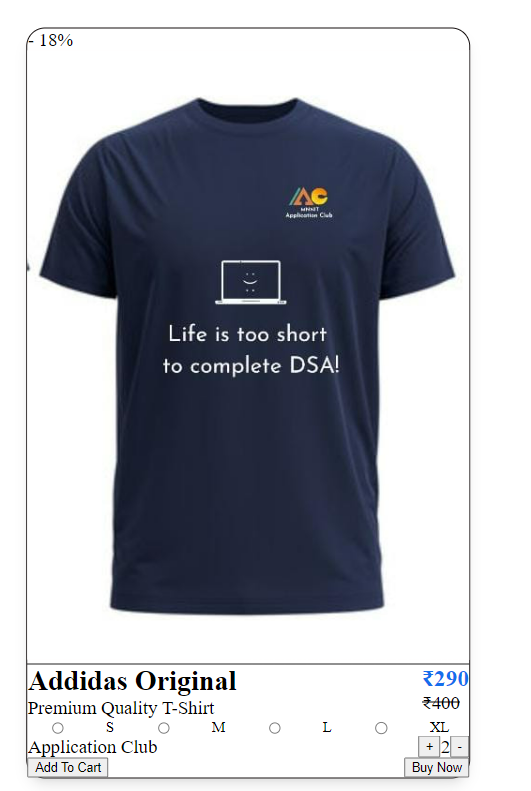 - 18%
AC
MNNIT
Application Club
Life is too short
to complete DSA!
Addidas Original ₹290
Premium Quality T-Shirt ₹400
S M L XL
Application Club + 2 -
Add To Cart Buy Now